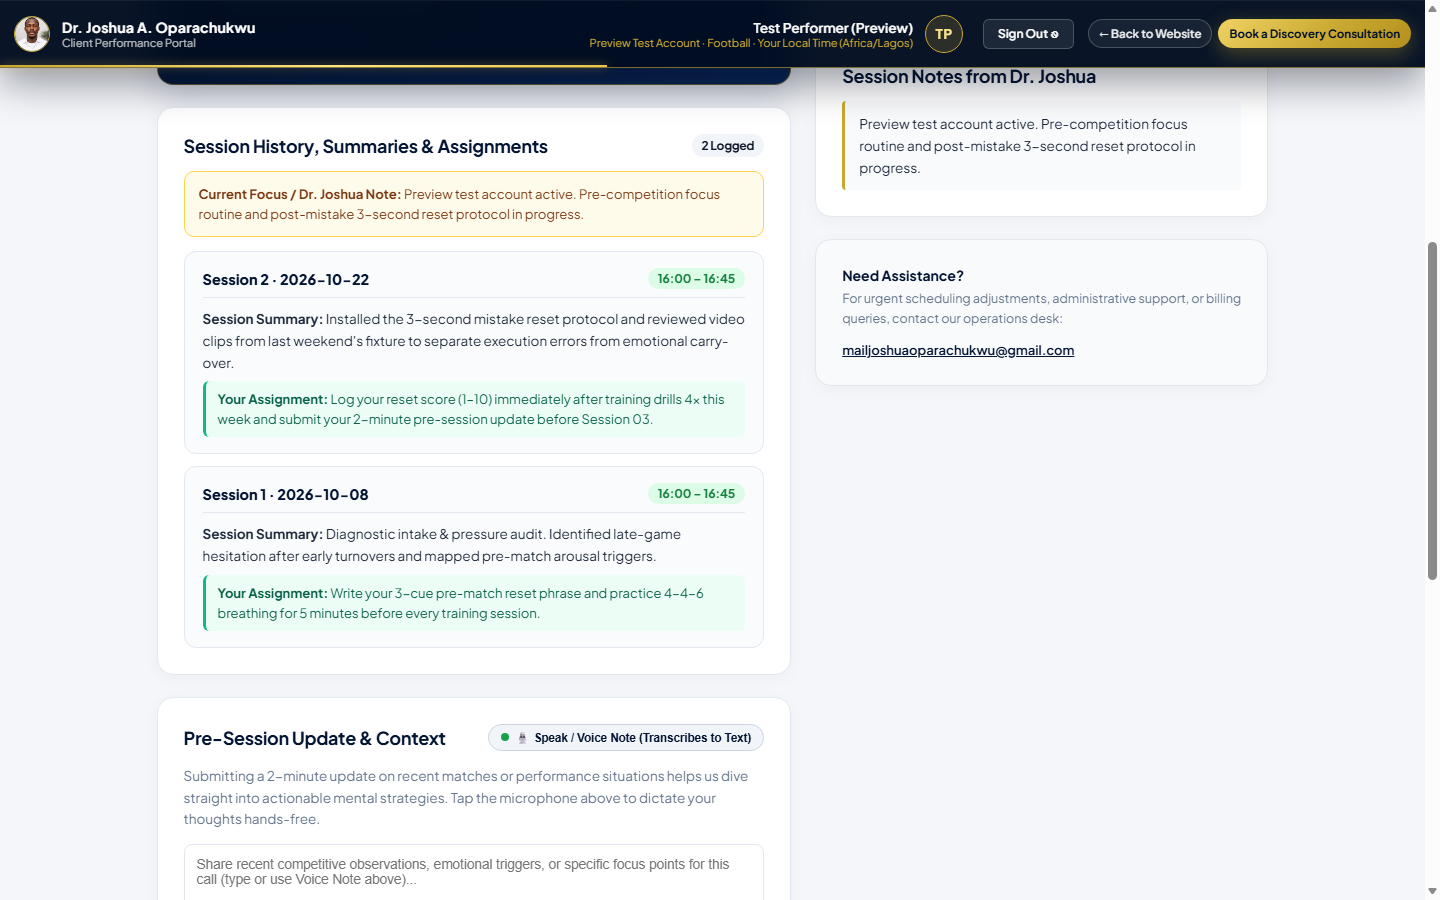 Dr. Joshua A. Oparachukwu
Client Performance Portal
Test Performer (Preview)
Preview Test Account · Football · Your Local Time (Africa/Lagos)
TP
Sign Out
← Back to Website
Book a Discovery Consultation
Session History, Summaries & Assignments
2 Logged
Current Focus / Dr. Joshua Note: Preview test account active. Pre-competition focus
routine and post-mistake 3-second reset protocol in progress.
Session 2 · 2026-10-22
16:00 – 16:45
Session Summary: Installed the 3-second mistake reset protocol and reviewed video
clips from last weekend's fixture to separate execution errors from emotional carry-
over.
Your Assignment: Log your reset score (1–10) immediately after training drills 4x this
week and submit your 2-minute pre-session update before Session 03.
Session 1 · 2026-10-08
16:00 – 16:45
Session Summary: Diagnostic intake & pressure audit. Identified late-game
hesitation after early turnovers and mapped pre-match arousal triggers.
Your Assignment: Write your 3-cue pre-match reset phrase and practice 4-4-6
breathing for 5 minutes before every training session.
Pre-Session Update & Context
Speak / Voice Note (Transcribes to Text)
Submitting a 2-minute update on recent matches or performance situations helps us dive
straight into actionable mental strategies. Tap the microphone above to dictate your
thoughts hands-free.
Share recent competitive observations, emotional triggers, or specific focus points for this
call (type or use Voice Note above)...
Session Notes from Dr. Joshua
Preview test account active. Pre-competition focus
routine and post-mistake 3-second reset protocol in
progress.
Need Assistance?
For urgent scheduling adjustments, administrative support, or billing
queries, contact our operations desk:
mailjoshuaoparachukwu@gmail.com